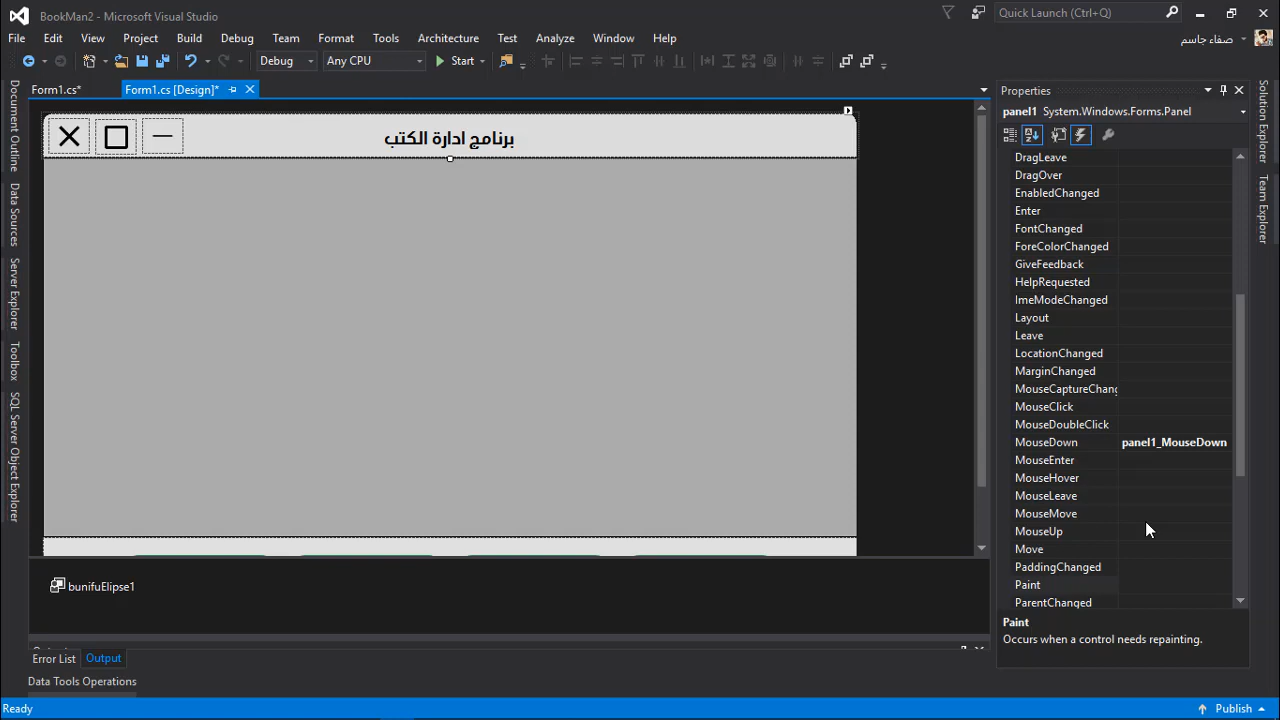 BookMan2 - Microsoft Visual Studio
Quick Launch (Ctrl+Q)
File Edit View Project Build Debug Team Format Tools Architecture Test Analyze Window Help
صفاء جاسم
Debug Any CPU Start
Form1.cs* Form1.cs [Design]*
Document Outline
Data Sources
Server Explorer
Toolbox
SQL Server Object Explorer
برنامج ادارة الكتب
bunifuElipse1
Error List Output
Data Tools Operations
Ready
Publish
Properties
panel1 System.Windows.Forms.Panel
DragLeave
DragOver
EnabledChanged
Enter
FontChanged
ForeColorChanged
GiveFeedback
HelpRequested
ImeModeChanged
Layout
Leave
LocationChanged
MarginChanged
MouseCaptureChang
MouseClick
MouseDoubleClick
MouseDown panel1_MouseDown
MouseEnter
MouseHover
MouseLeave
MouseMove
MouseUp
Move
PaddingChanged
Paint
ParentChanged
Paint
Occurs when a control needs repainting.
Solution Explorer
Team Explorer